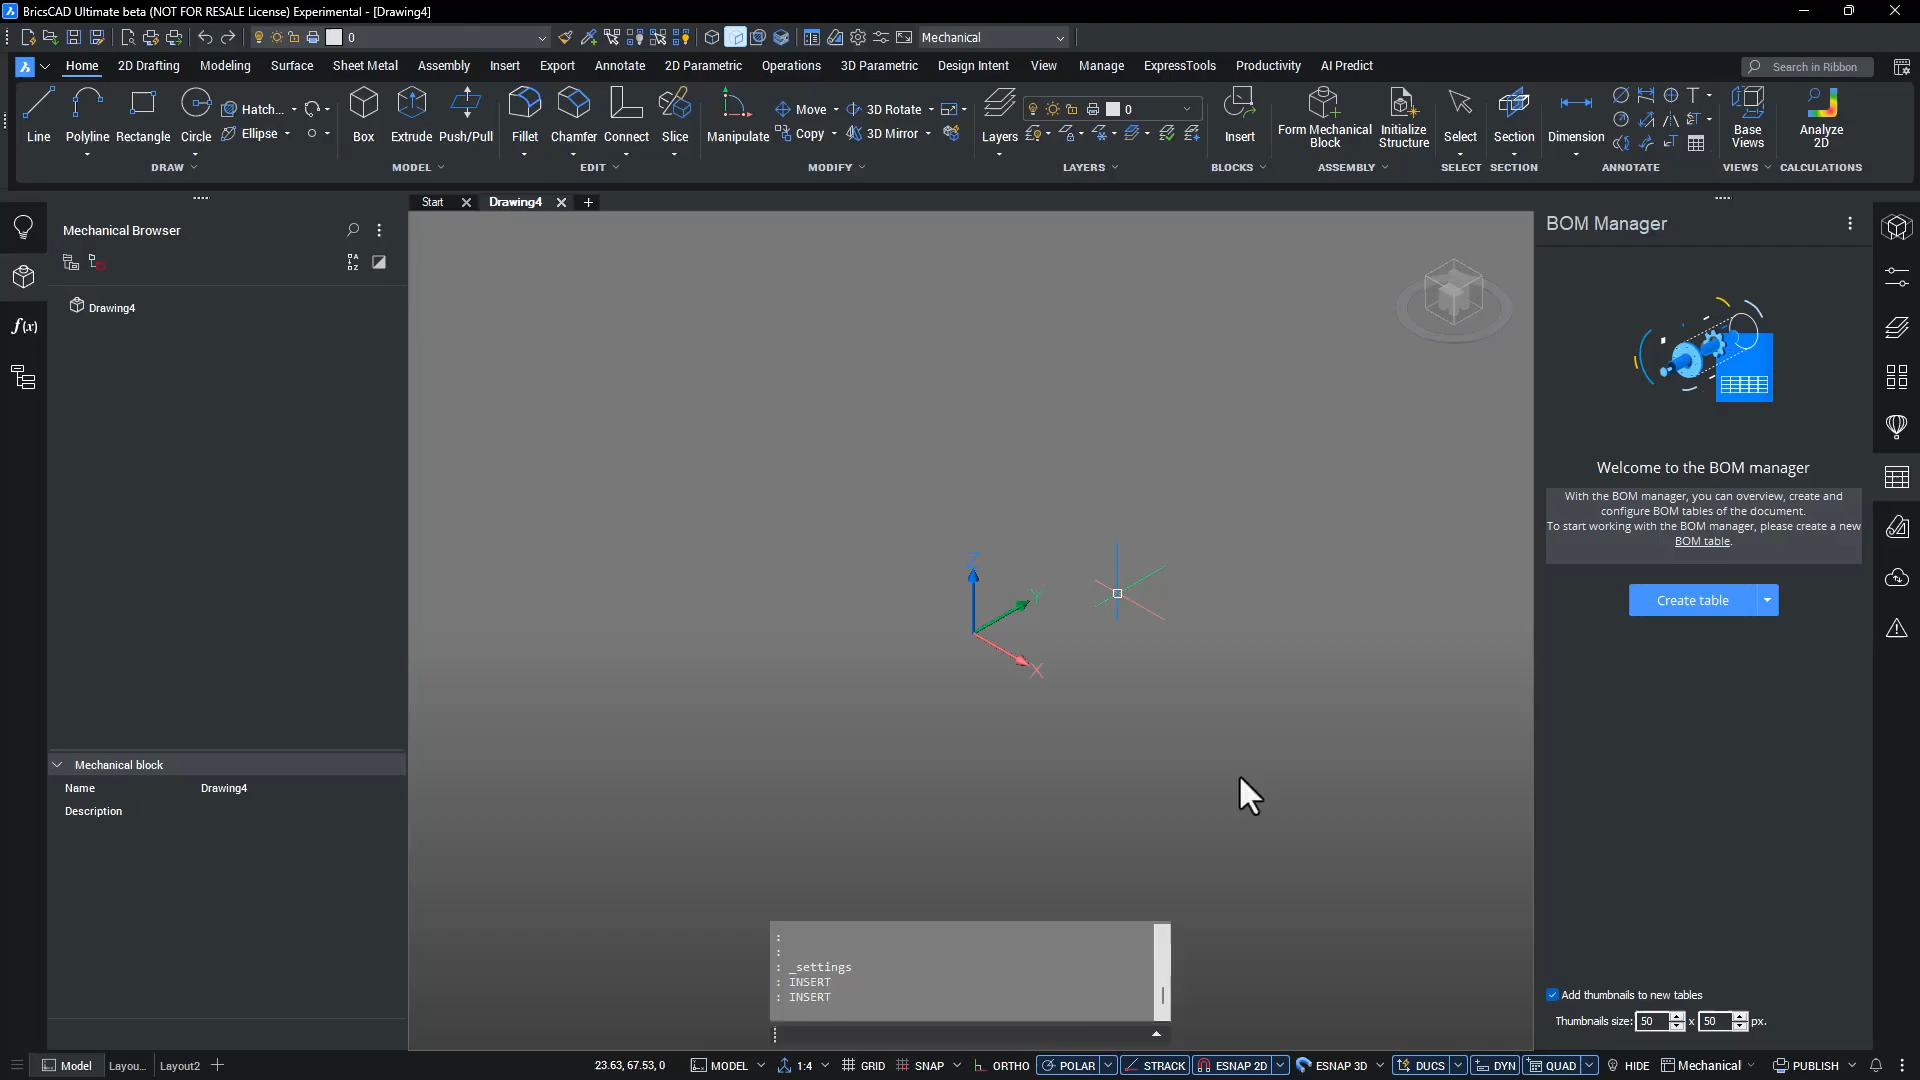 BricsCAD Ultimate beta (NOT FOR RESALE License) Experimental - [Drawing4]
0
Mechanical
Home 2D Drafting Modeling Surface Sheet Metal Assembly Insert Export Annotate 2D Parametric Operations 3D Parametric Design Intent View Manage ExpressTools Productivity AI Predict
Search in Ribbon
Hatch... Move 3D Rotate 0
Line Polyline Rectangle Circle Ellipse Box Extrude Push/Pull Fillet Chamfer Connect Slice Manipulate Copy 3D Mirror Layers Insert Form Mechanical Block Initialize Structure Select Section Dimension Base Views Analyze 2D
DRAW MODEL EDIT MODIFY LAYERS BLOCKS ASSEMBLY SELECT SECTION ANNOTATE VIEWS CALCULATIONS
Start Drawing4
Mechanical Browser
f(x)
Drawing4
Mechanical block
Name Drawing4
Description
Z
Y
X
: 
: 
: _settings
: INSERT
: INSERT
:
BOM Manager
Welcome to the BOM manager
With the BOM manager, you can overview, create and
configure BOM tables of the document.
To start working with the BOM manager, please create a new
BOM table.
Create table
Add thumbnails to new tables
Thumbnails size: 50 x 50 px.
Model Layou... Layout2
23.63, 67.53, 0 MODEL 1:4 GRID SNAP ORTHO POLAR STRACK ESNAP 2D ESNAP 3D DUCS DYN QUAD HIDE Mechanical PUBLISH